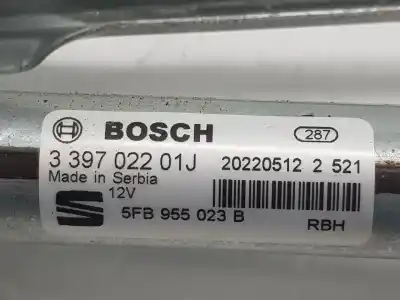 BOSCH
287
3 397 022 01J 20220512 2 521
Made in Serbia
12V
5FB 955 023 B
RBH